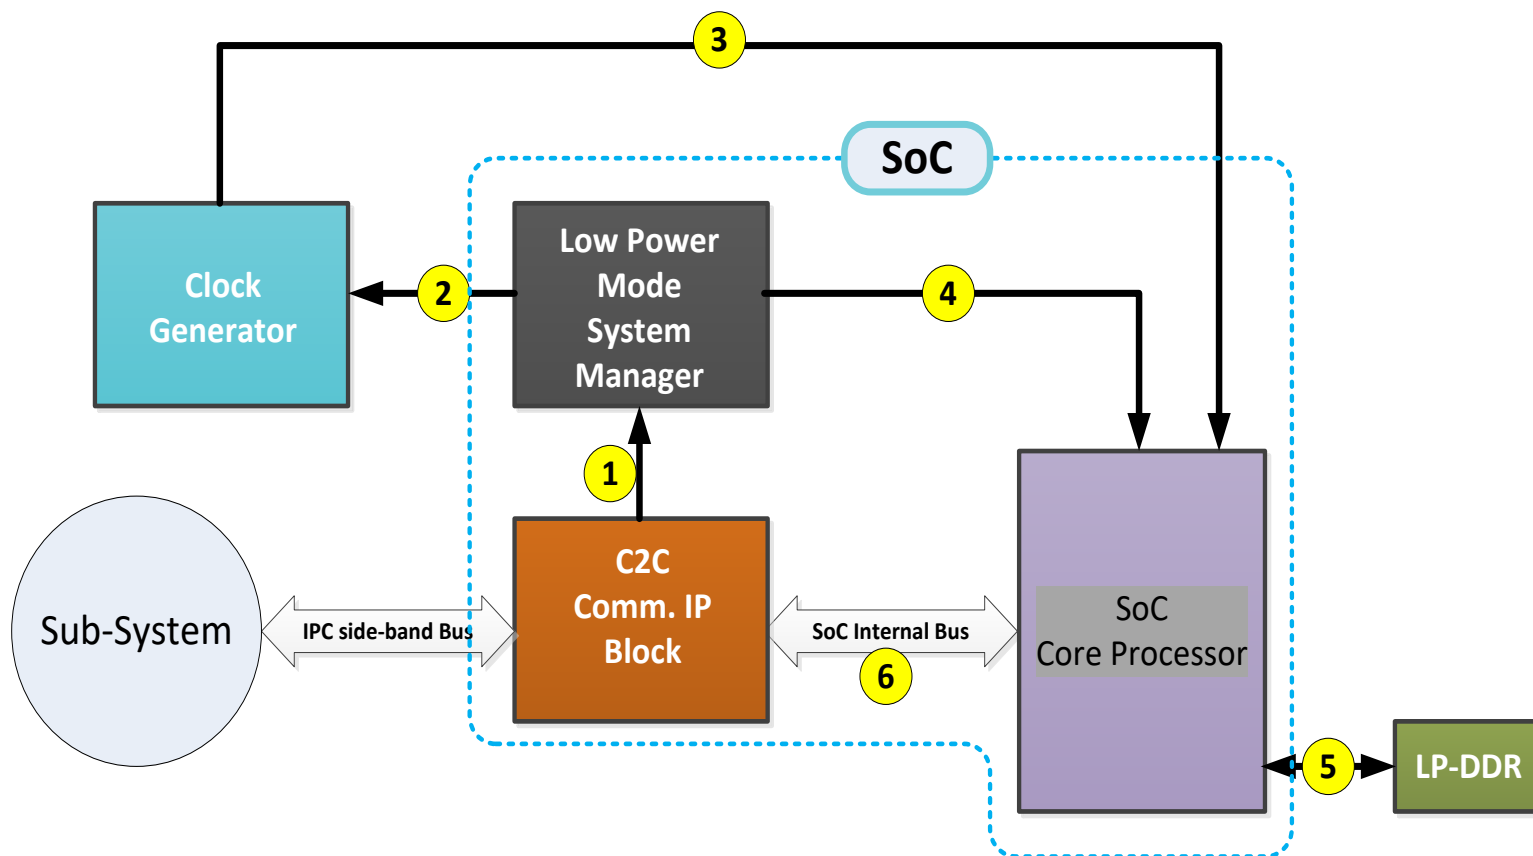 3
SoC
Low Power
Mode
System
Manager
Clock
Generator
2
4
1
C2C
Comm. IP
Block
Sub-System
IPC side-band Bus
SoC Internal Bus
6
SoC
Core Processor
5
LP-DDR